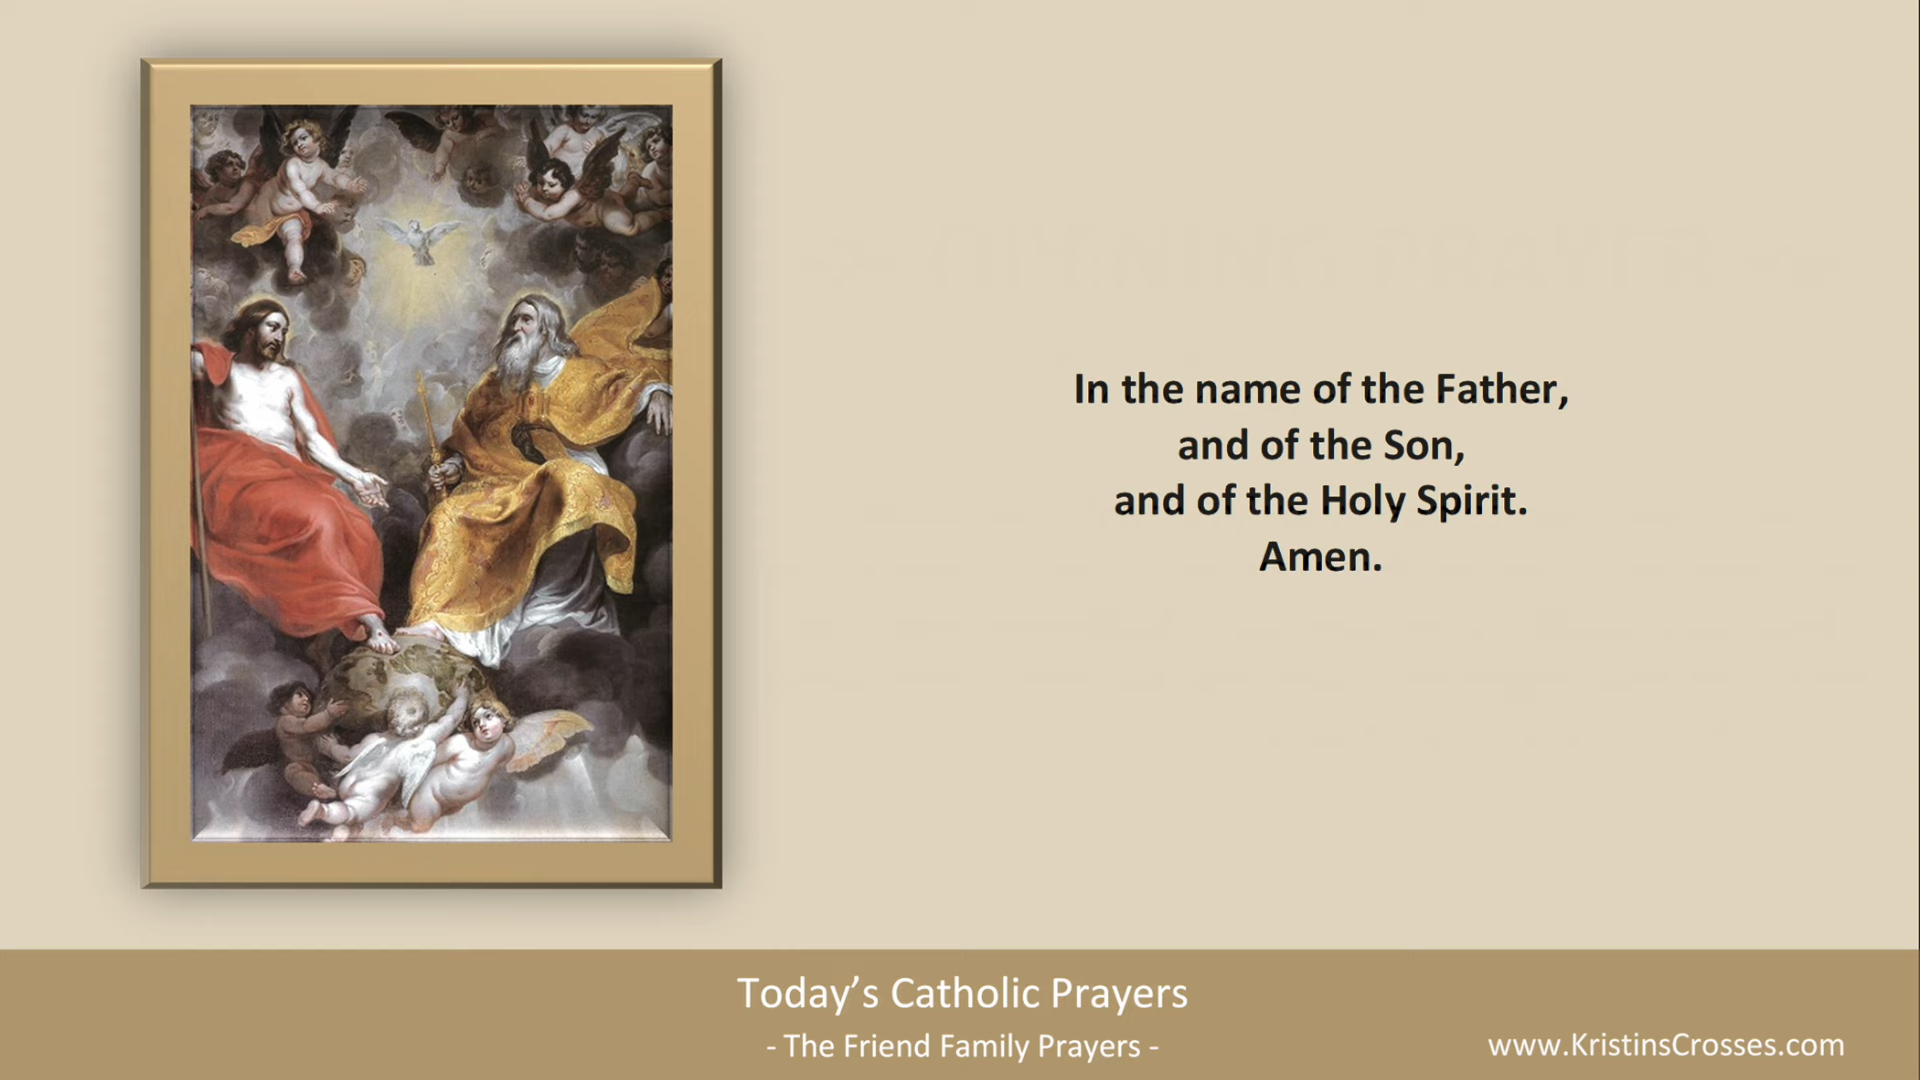 In the name of the Father,
and of the Son,
and of the Holy Spirit.
Amen.
Today’s Catholic Prayers
- The Friend Family Prayers -
www.KristinsCrosses.com